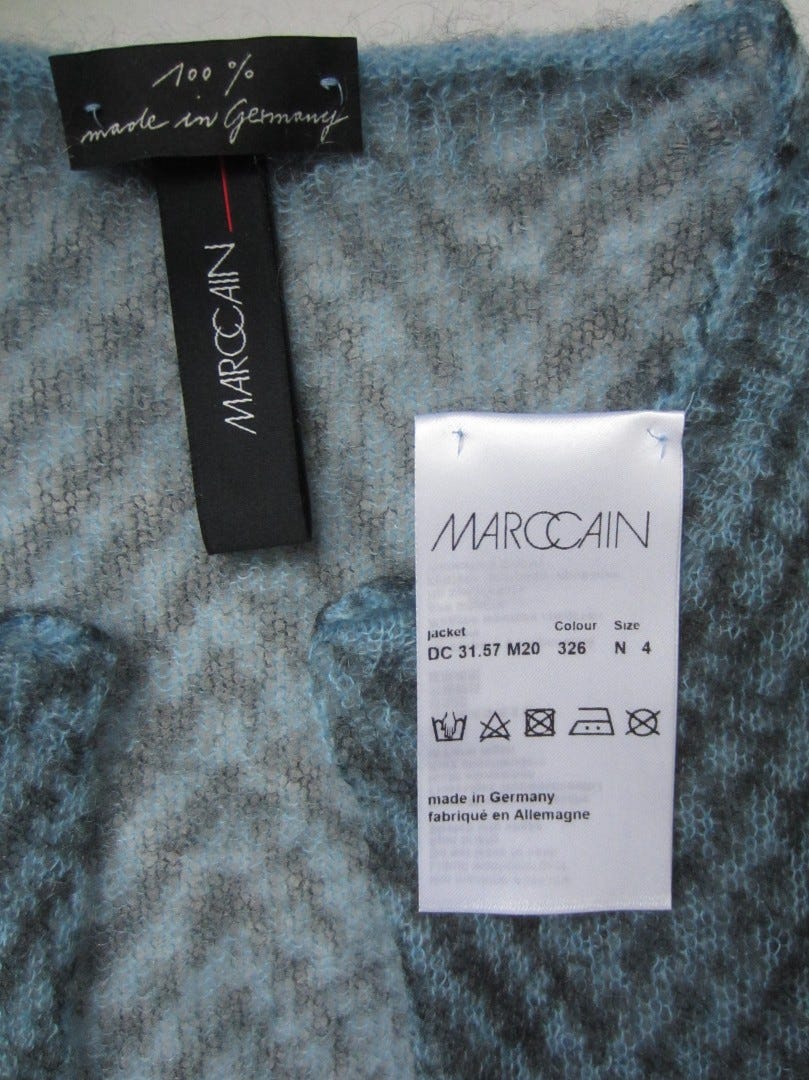 100 %
made in Germany
MARCCAIN
MARCCAIN
jacket Colour Size
DC 31.57 M20 326 N 4
made in Germany
fabriqué en Allemagne